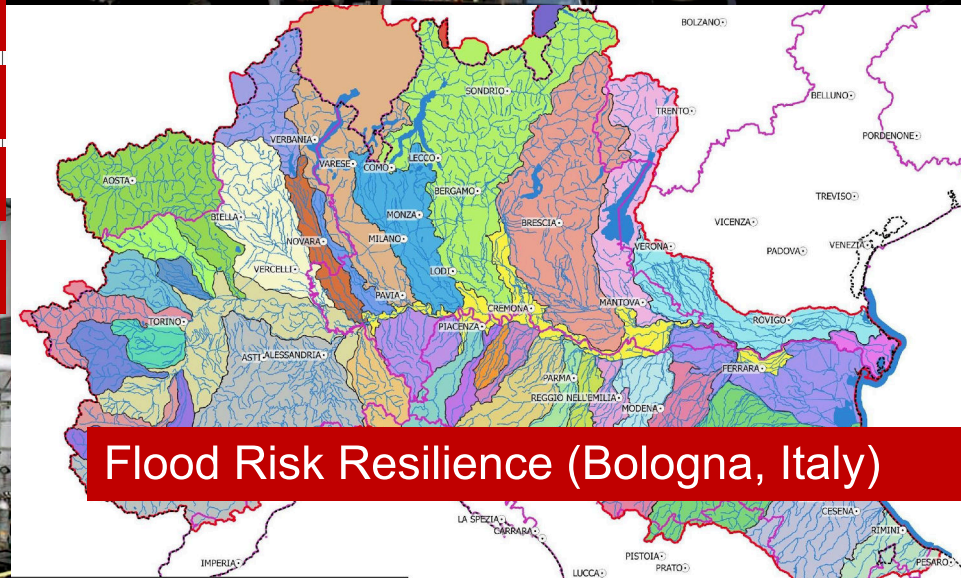 BOLZANO
SONDRIO
BELLUNO
TRENTO
PORDENONE
VERBANIA
VARESE
COMO
LECCO
AOSTA
BERGAMO
TREVISO
BIELLA
MONZA
BRESCIA
VICENZA
NOVARA
MILANO
VERONA
PADOVA
VENEZIA
VERCELLI
LODI
PAVIA
CREMONA
MANTOVA
TORINO
PIACENZA
ROVIGO
ASTI
ALESSANDRIA
FERRARA
PARMA
REGGIO NELL'EMILIA
MODENA
Flood Risk Resilience (Bologna, Italy)
LA SPEZIA
CARRARA
CESENA
RIMINI
IMPERIA
PISTOIA
PRATO
LUCCA
PESARO